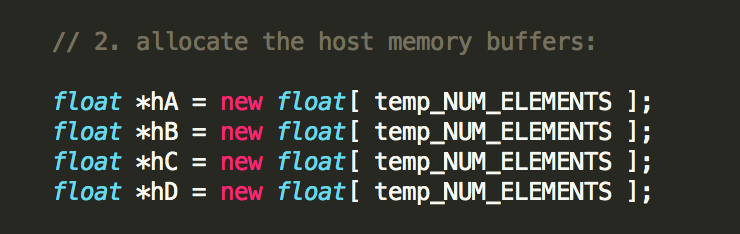 // 2. allocate the host memory buffers:
float *hA = new float[ temp_NUM_ELEMENTS ];
float *hB = new float[ temp_NUM_ELEMENTS ];
float *hC = new float[ temp_NUM_ELEMENTS ];
float *hD = new float[ temp_NUM_ELEMENTS ];